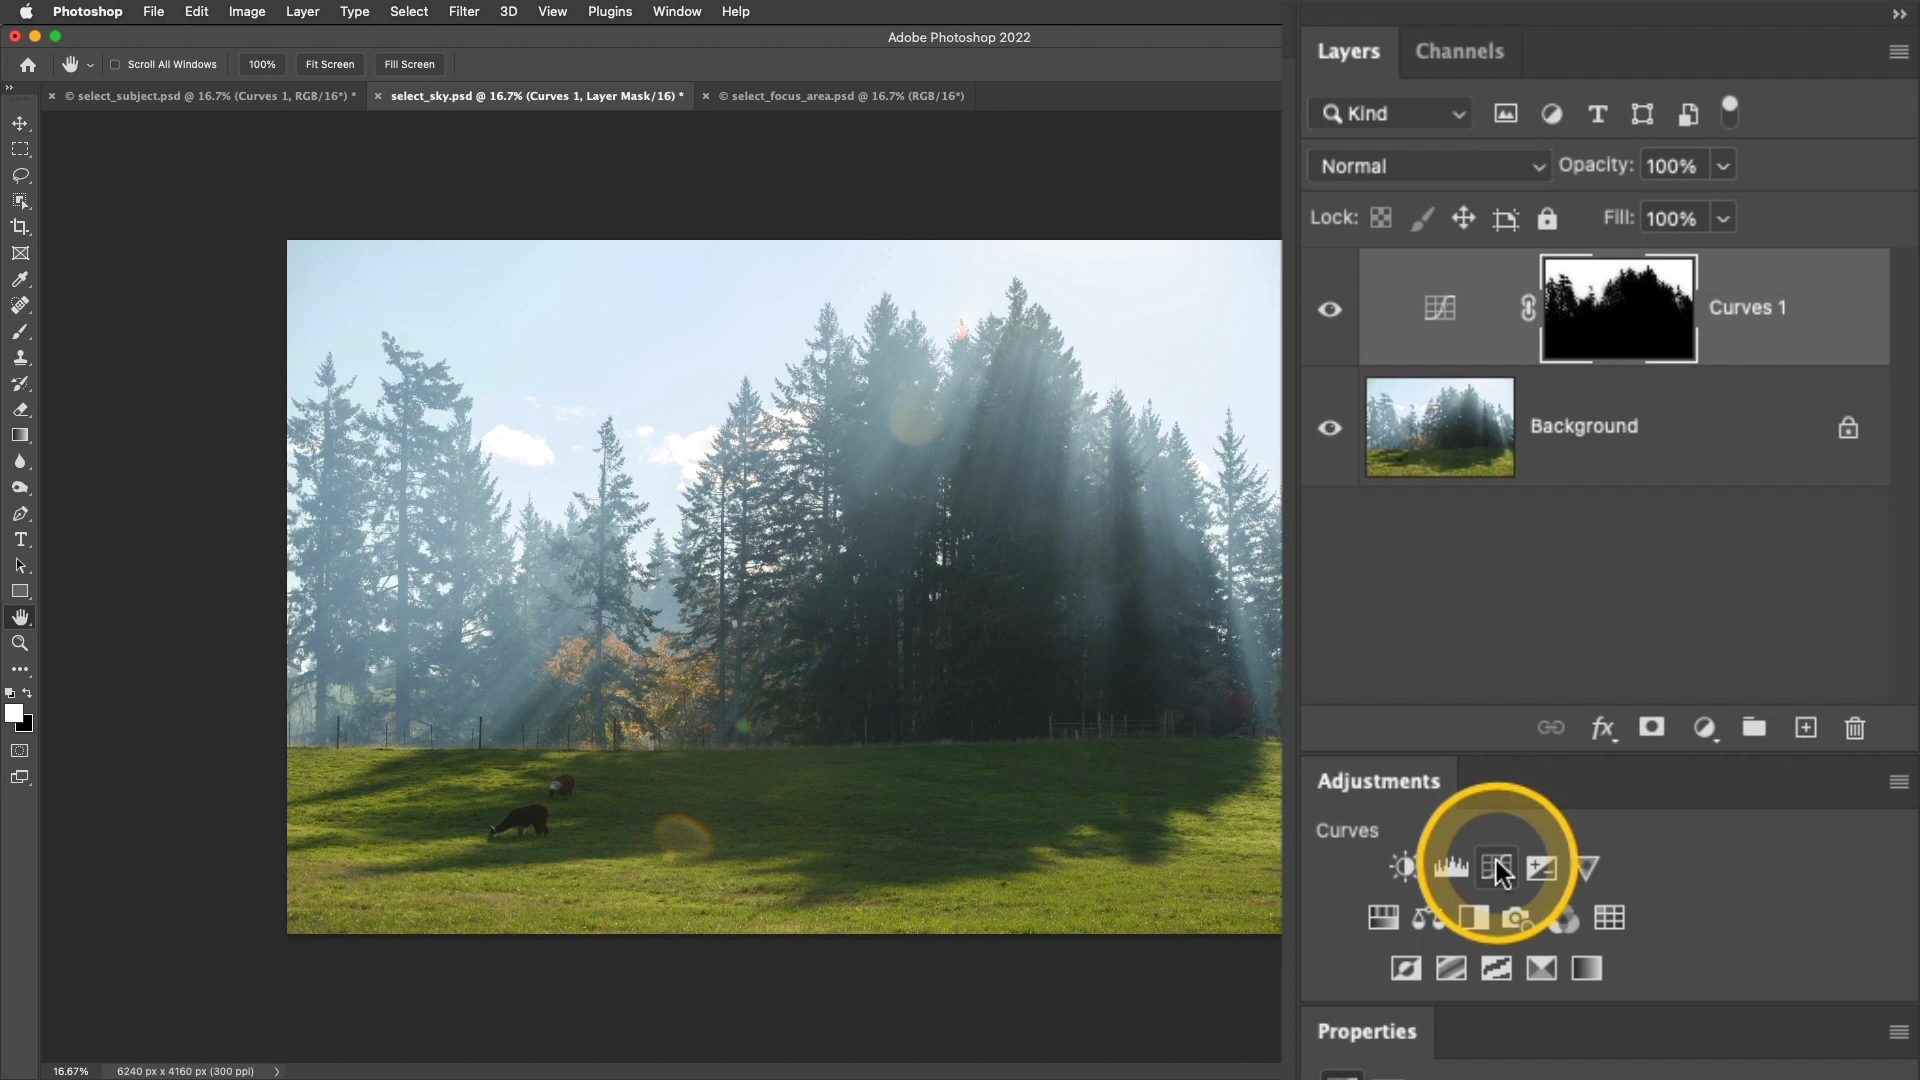 Photoshop File Edit Image Layer Type Select Filter 3D View Plugins Window Help
Adobe Photoshop 2022
Scroll All Windows 100% Fit Screen Fill Screen
© select_subject.psd @ 16.7% (Curves 1, RGB/16*) * select_sky.psd @ 16.7% (Curves 1, Layer Mask/16) * © select_focus_area.psd @ 16.7% (RGB/16*)
Layers Channels
Kind
Normal Opacity: 100%
Lock: Fill: 100%
Curves 1
Background
fx
Adjustments
Curves
Properties
16.67% 6240 px x 4160 px (300 ppi)